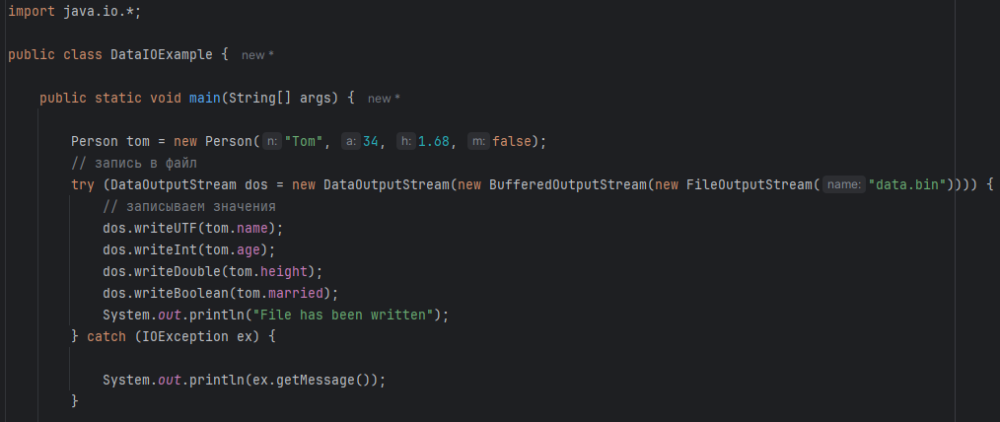 import java.io.*;
public class DataIOExample { new *
public static void main(String[] args) { new *
Person tom = new Person( n: "Tom", a: 34, h: 1.68, m: false);
// запись в файл
try (DataOutputStream dos = new DataOutputStream(new BufferedOutputStream(new FileOutputStream( name: "data.bin")))) {
// записываем значения
dos.writeUTF(tom.name);
dos.writeInt(tom.age);
dos.writeDouble(tom.height);
dos.writeBoolean(tom.married);
System.out.println("File has been written");
} catch (IOException ex) {
System.out.println(ex.getMessage());
}